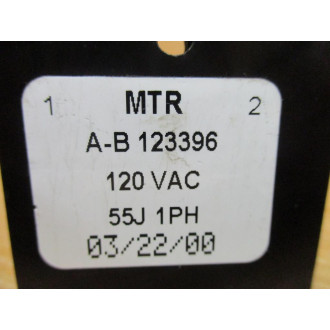 1 MTR 2
A-B 123396
120 VAC
55J 1PH
03/22/00